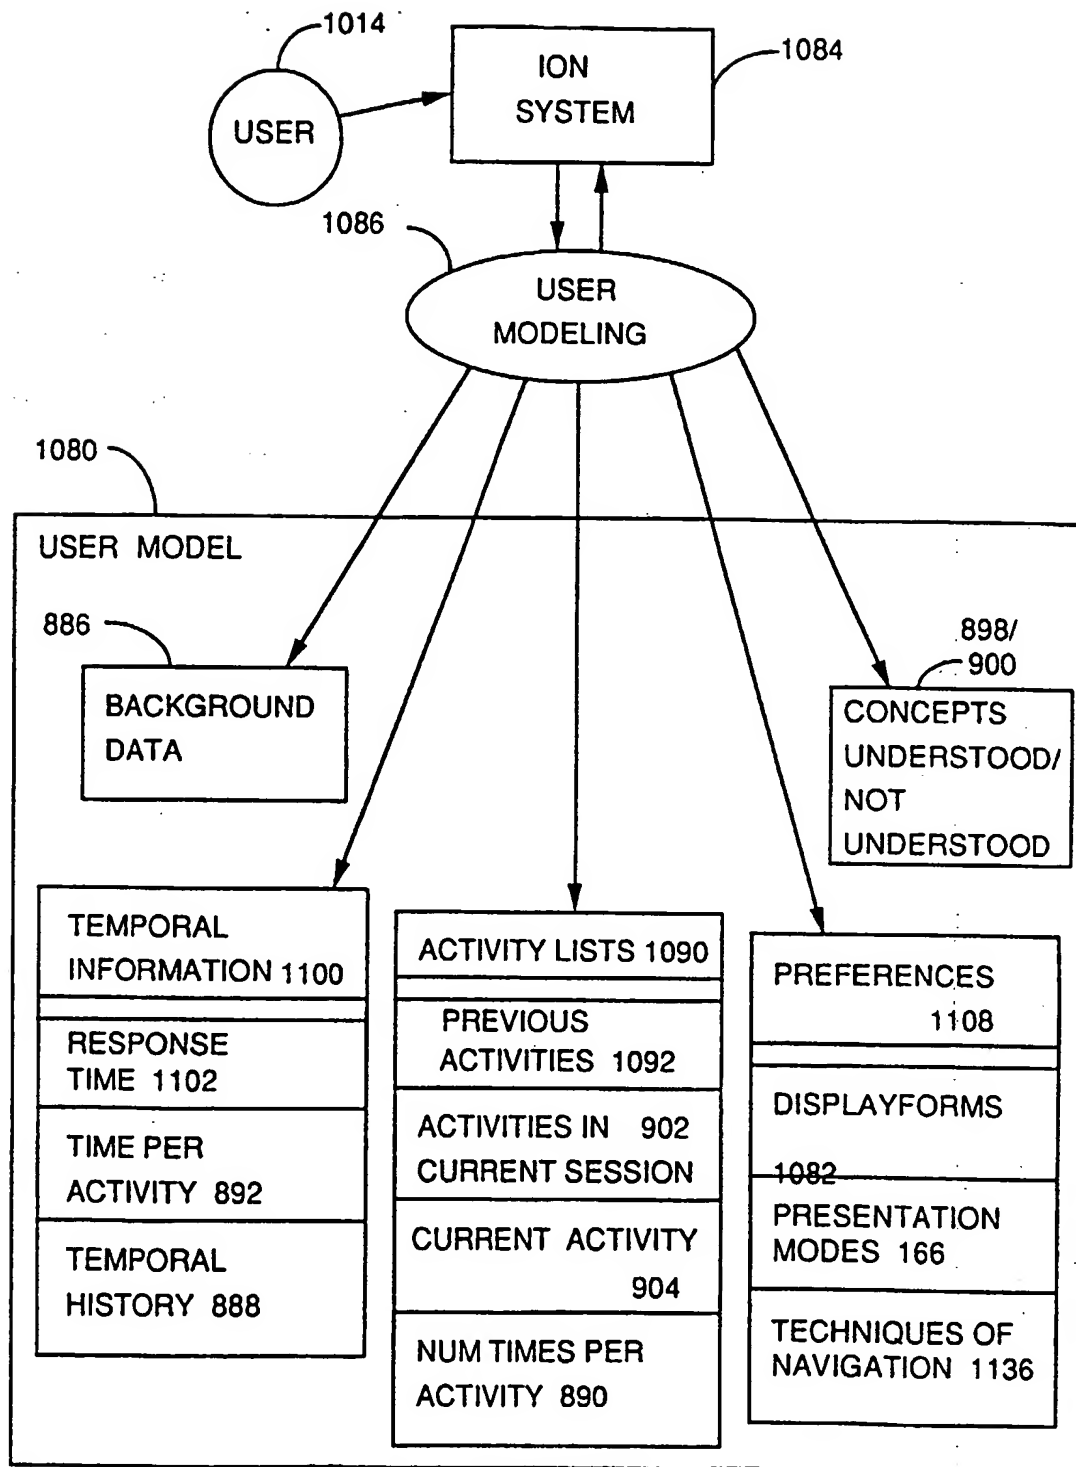 1014
ION
SYSTEM
1084
USER
1086
USER
MODELING
1080
USER MODEL
886
BACKGROUND
DATA
898/
900
CONCEPTS
UNDERSTOOD/
NOT
UNDERSTOOD
TEMPORAL
INFORMATION 1100
RESPONSE
TIME 1102
TIME PER
ACTIVITY 892
TEMPORAL
HISTORY 888
ACTIVITY LISTS 1090
PREVIOUS
ACTIVITIES 1092
ACTIVITIES IN 902
CURRENT SESSION
CURRENT ACTIVITY
904
NUM TIMES PER
ACTIVITY 890
PREFERENCES
1108
DISPLAYFORMS
1082
PRESENTATION
MODES 166
TECHNIQUES OF
NAVIGATION 1136